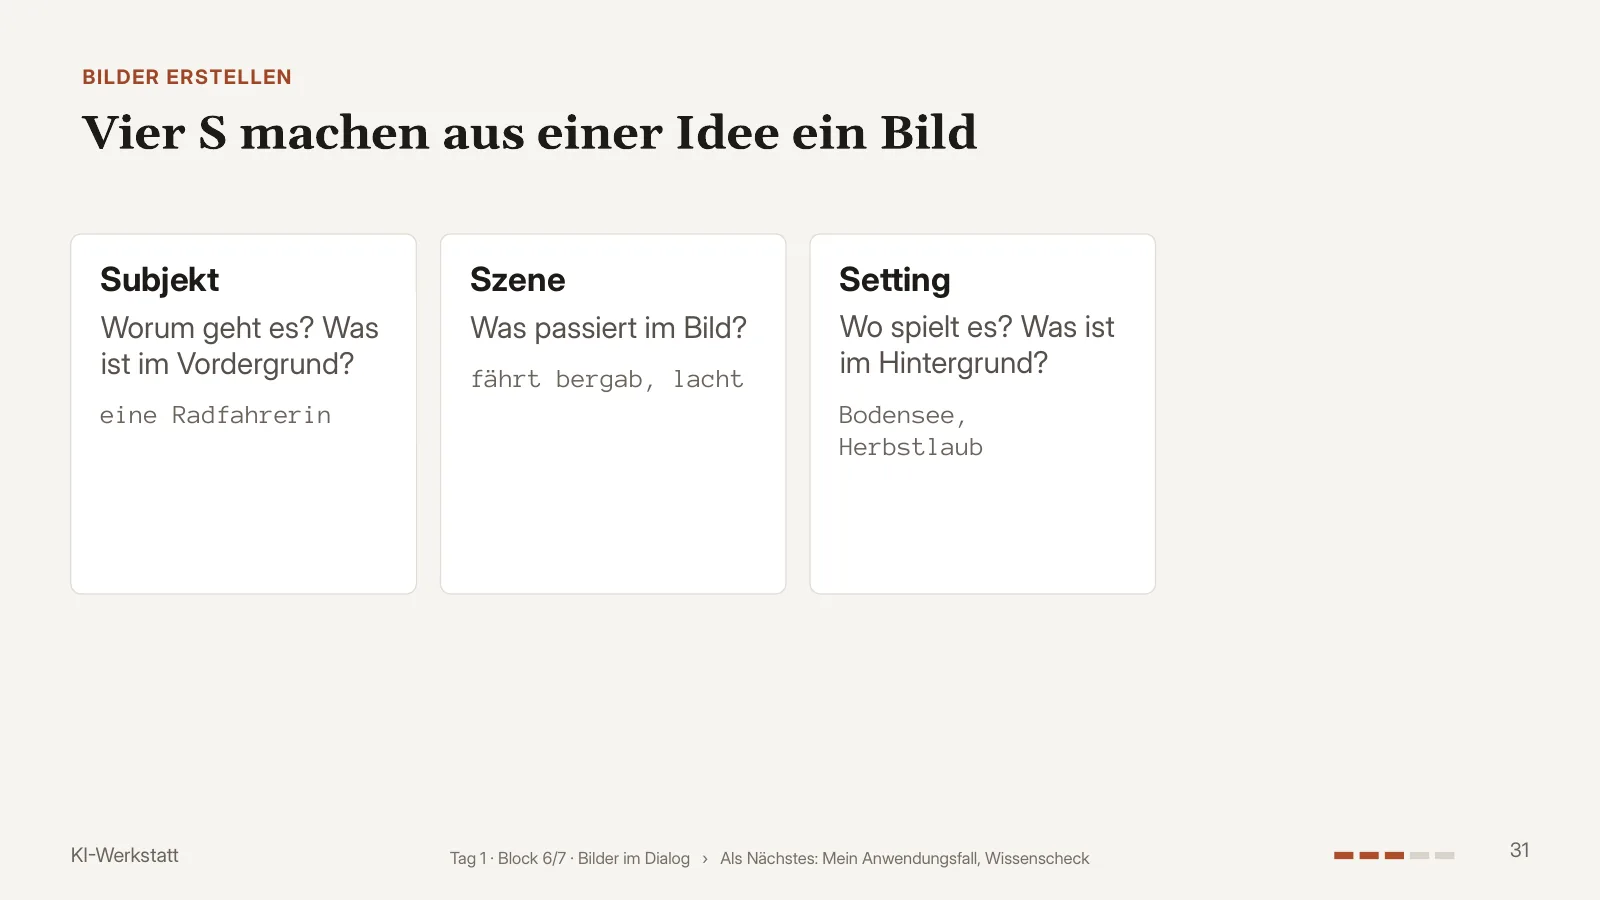 BILDER ERSTELLEN
Vier S machen aus einer Idee ein Bild
Subjekt
Worum geht es? Was
ist im Vordergrund?
eine Radfahrerin
Szene
Was passiert im Bild?
fährt bergab, lacht
Setting
Wo spielt es? Was ist
im Hintergrund?
Bodensee,
Herbstlaub
KI-Werkstatt
Tag 1 · Block 6/7 · Bilder im Dialog › Als Nächstes: Mein Anwendungsfall, Wissenscheck
31